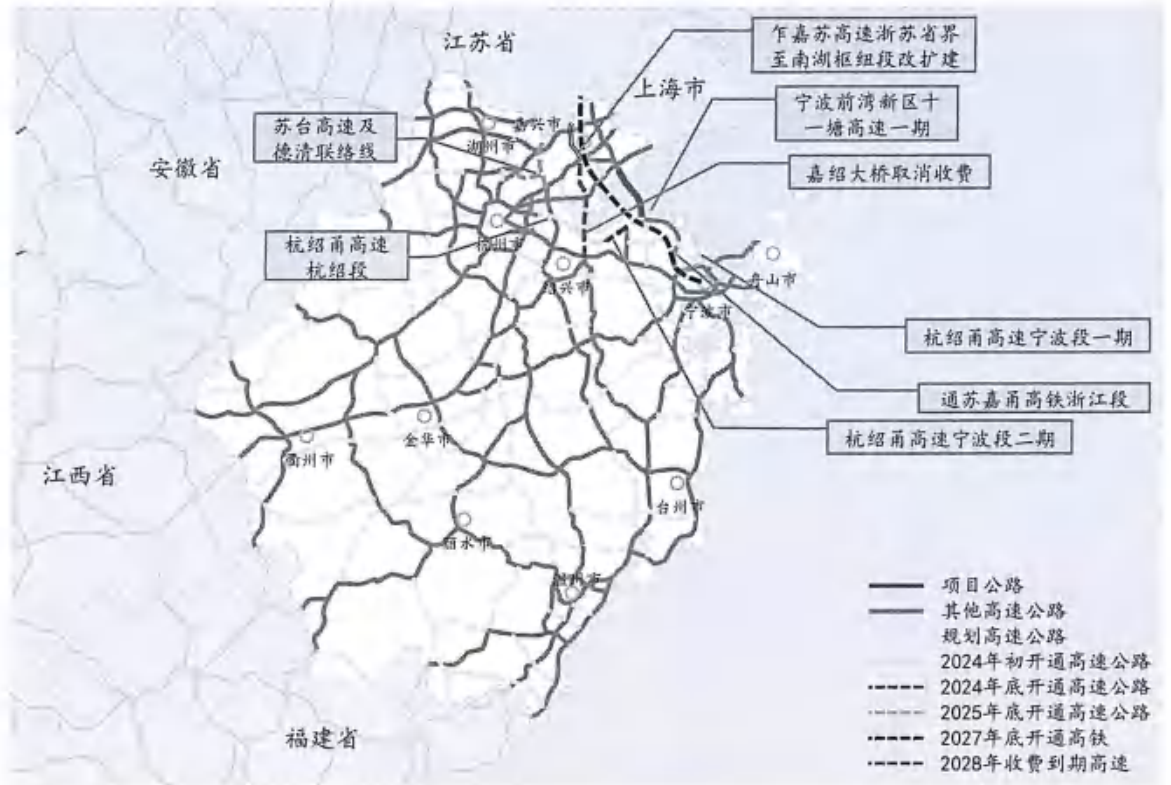 江苏省
乍嘉苏高速浙苏省界
至南湖枢纽段改扩建
上海市
宁波前湾新区十
一塘高速一期
苏台高速及
德清联络线
嘉兴市
湖州市
安徽省
嘉绍大桥取消收费
杭州市
杭绍甬高速
杭绍段
绍兴市
舟山市
宁波市
杭绍甬高速宁波段一期
通苏嘉甬高铁浙江段
杭绍甬高速宁波段二期
金华市
衢州市
江西省
台州市
丽水市
温州市
福建省
项目公路
其他高速公路
规划高速公路
2024年初开通高速公路
2024年底开通高速公路
2025年底开通高速公路
2027年底开通高铁
2028年收费到期高速